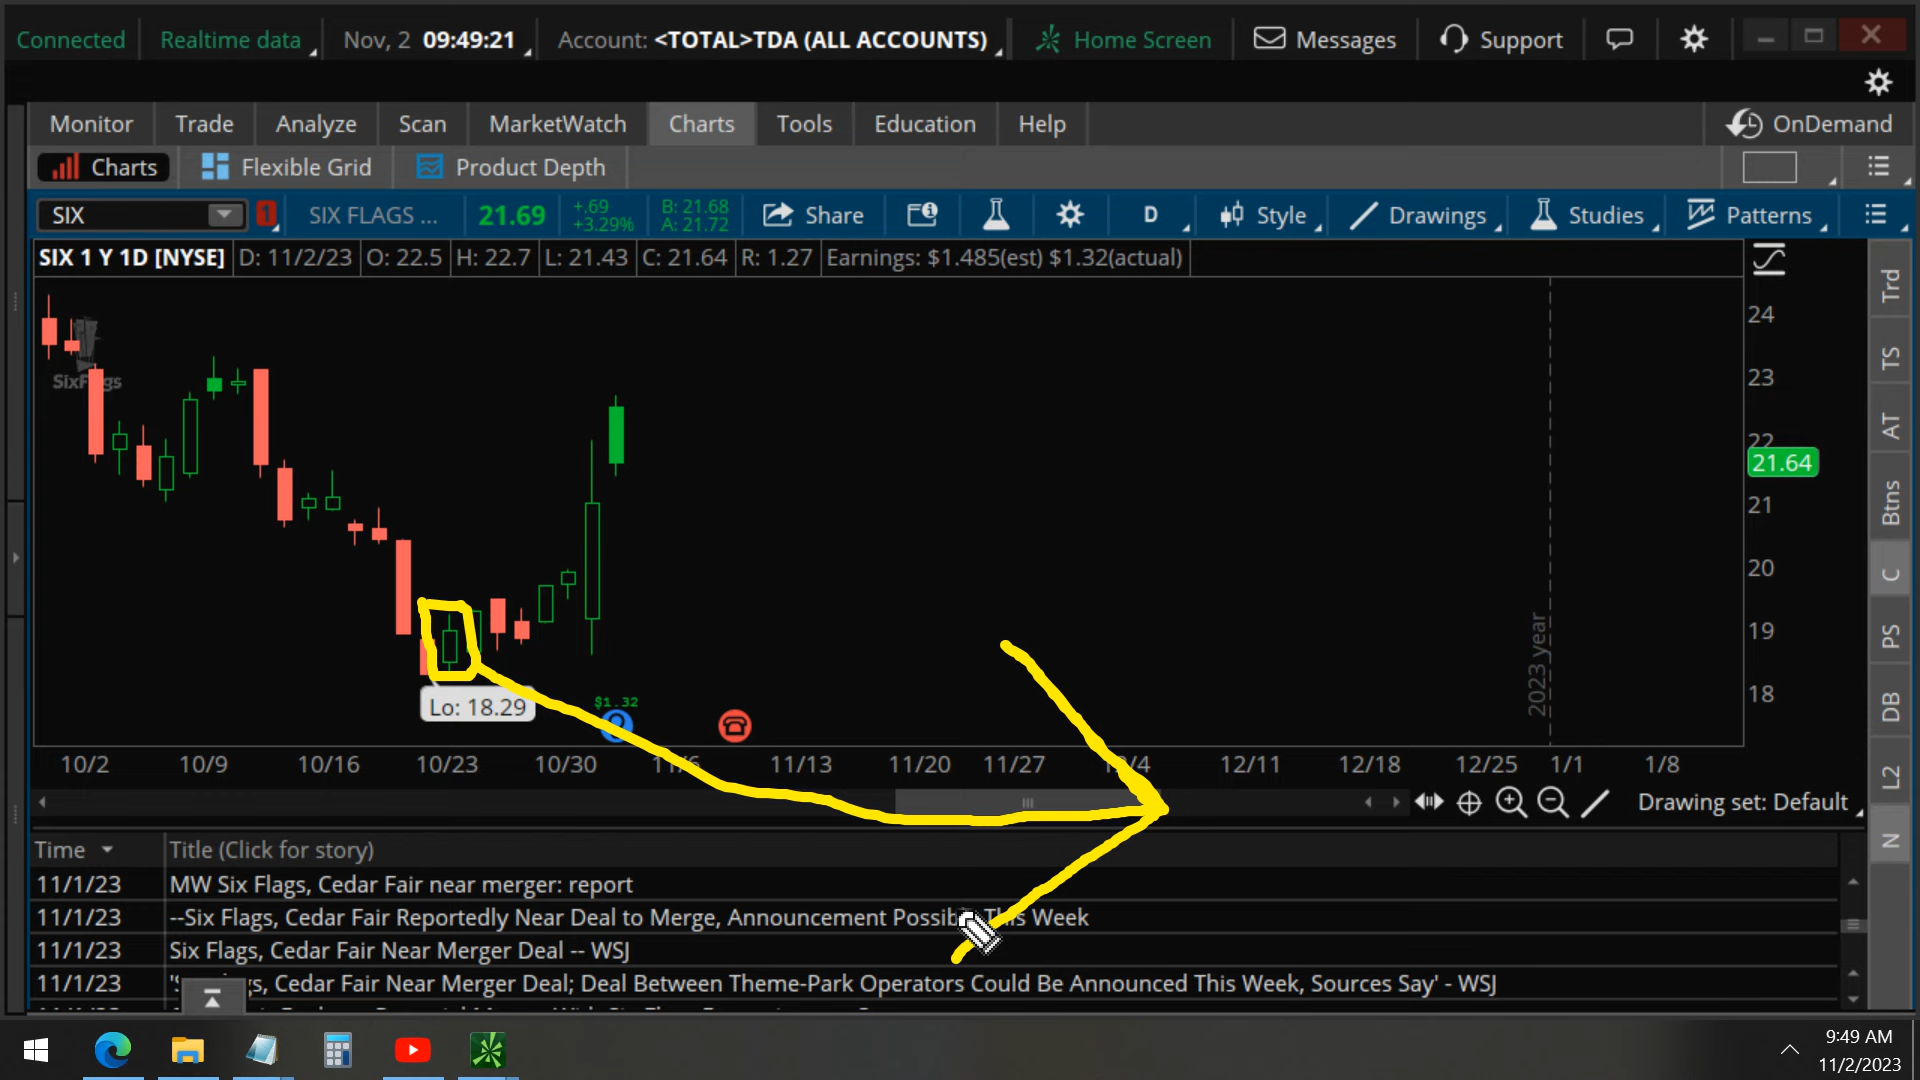 Connected Realtime data Nov, 2 09:49:21 Account: <TOTAL>TDA (ALL ACCOUNTS) Home Screen Messages Support
Monitor Trade Analyze Scan MarketWatch Charts Tools Education Help OnDemand
Charts Flexible Grid Product Depth
SIX 1 SIX FLAGS ... 21.69 +.69 +3.29% B: 21.68 A: 21.72 Share D Style Drawings Studies Patterns
SIX 1 Y 1D [NYSE] D: 11/2/23 O: 22.5 H: 22.7 L: 21.43 C: 21.64 R: 1.27 Earnings: $1.485(est) $1.32(actual)
Trd
24
TS
23
AT
22
21.64
Btns
21
20
C
19
PS
2023 year
18
DB
Lo: 18.29
$1.32
10/2 10/9 10/16 10/23 10/30 11/6 11/13 11/20 11/27 12/11 12/18 12/25 1/1 1/8
L2
Drawing set: Default
N
Time Title (Click for story)
11/1/23 MW Six Flags, Cedar Fair near merger: report
11/1/23 --Six Flags, Cedar Fair Reportedly Near Deal to Merge, Announcement This Week
11/1/23 Six Flags, Cedar Fair Near Merger Deal -- WSJ
11/1/23 Cedar Fair Near Merger Deal; Deal Between Theme-Park Operators Could Be Announced This Week, Sources Say' - WSJ
9:49 AM
11/2/2023